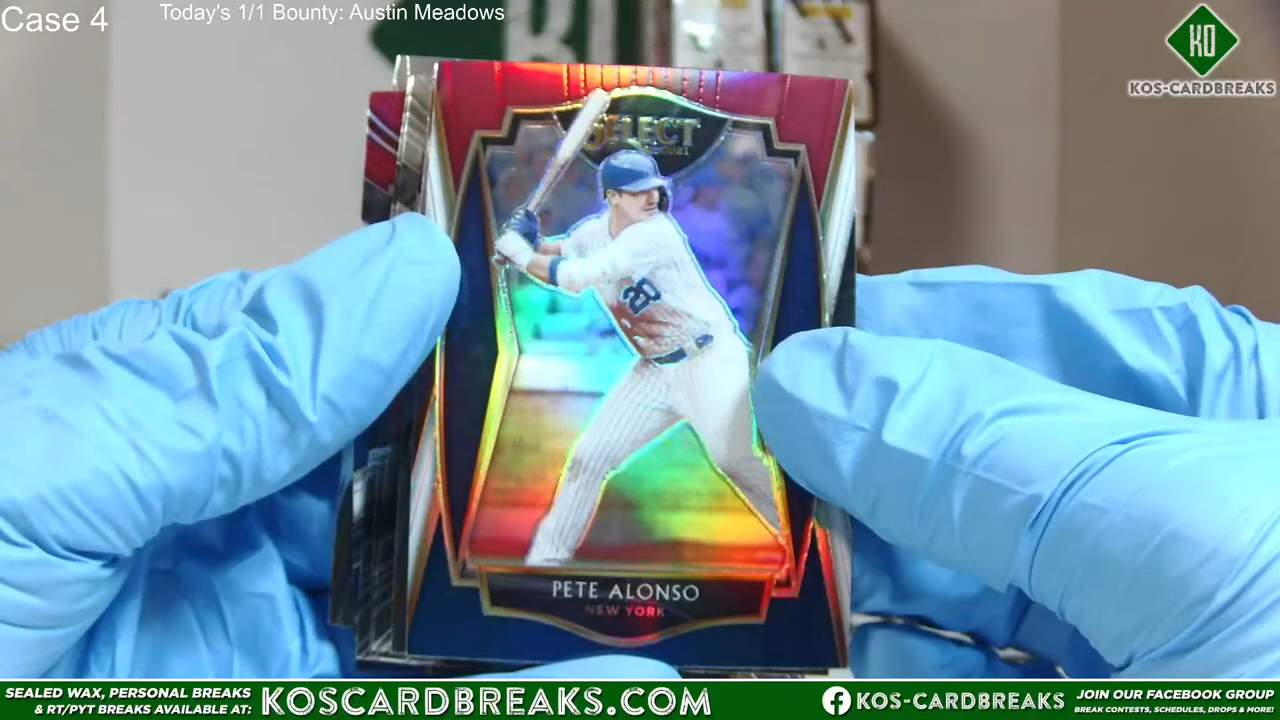 Case 4
Today's 1/1 Bounty: Austin Meadows
KO
KOS-CARDBREAKS
SELECT
20
PETE ALONSO
NEW YORK
SEALED WAX, PERSONAL BREAKS
& RT/PYT BREAKS AVAILABLE AT:
KOSCARDBREAKS.COM
KOS-CARDBREAKS
JOIN OUR FACEBOOK GROUP
BREAK CONTESTS, SCHEDULES, DROPS & MORE!